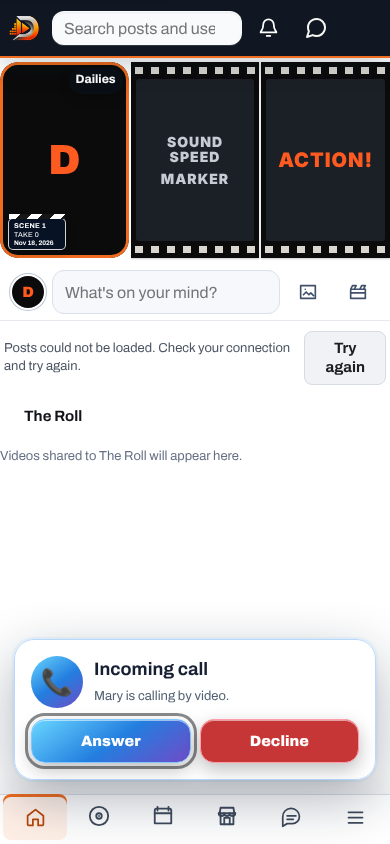 Search posts and use
Dailies
D
SCENE 1
TAKE 0
Nov 18, 2026
SOUND
SPEED
MARKER
ACTION!
D
What's on your mind?
Posts could not be loaded. Check your connection
and try again.
Try
again
The Roll
Videos shared to The Roll will appear here.
Incoming call
Mary is calling by video.
Answer
Decline